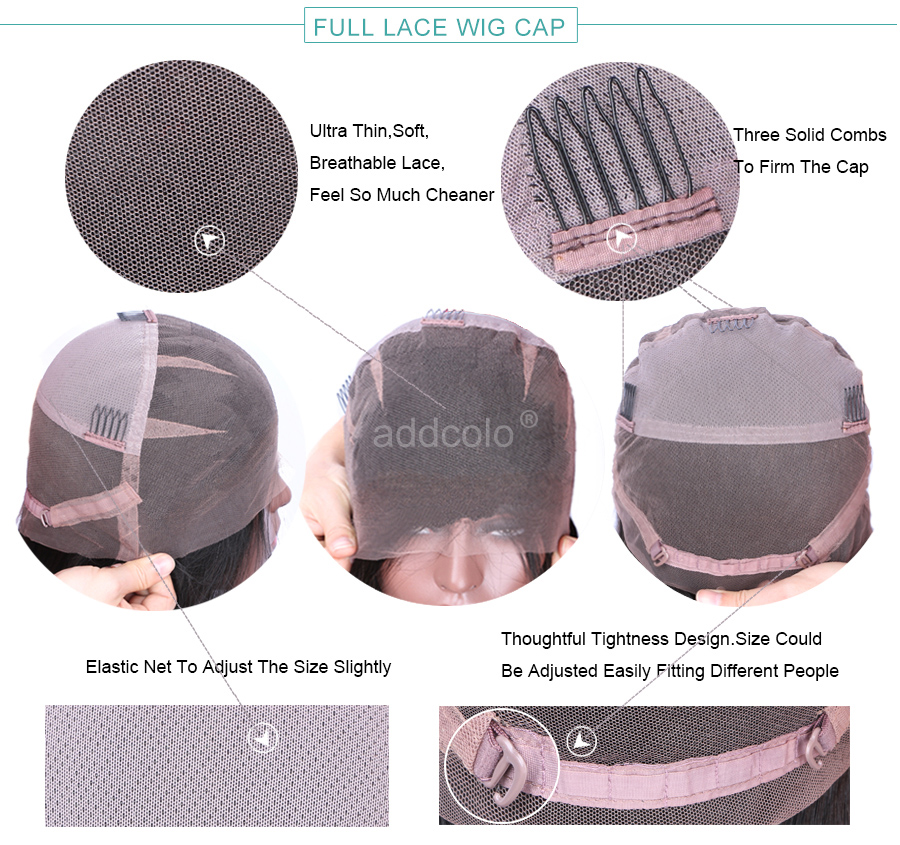 FULL LACE WIG CAP
Ultra Thin,Soft,
Breathable Lace,
Feel So Much Cheaner
Three Solid Combs
To Firm The Cap
addcolo®
Elastic Net To Adjust The Size Slightly
Thoughtful Tightness Design.Size Could
Be Adjusted Easily Fitting Different People